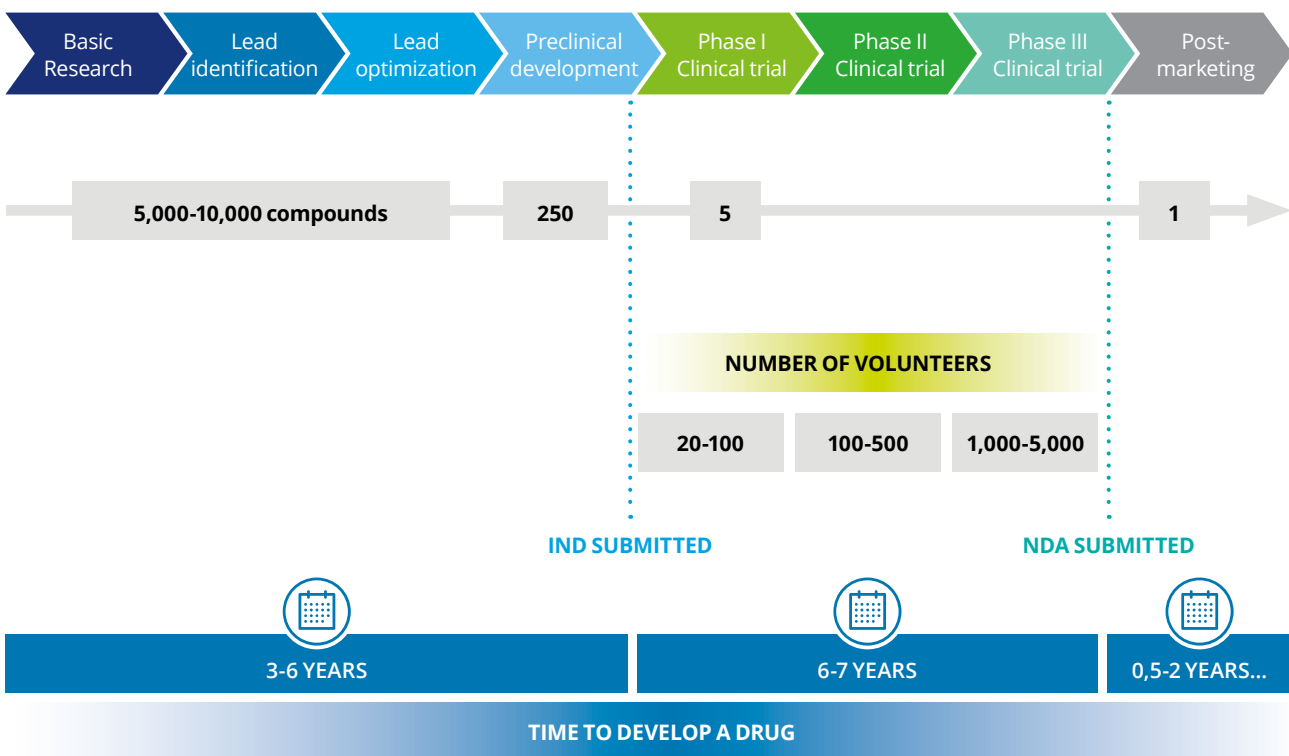 Basic
Research
Lead
identification
Lead
optimization
Preclinical
development
Phase I
Clinical trial
Phase II
Clinical trial
Phase III
Clinical trial
Post-
marketing
5,000-10,000 compounds
250
5
1
NUMBER OF VOLUNTEERS
20-100
100-500
1,000-5,000
IND SUBMITTED
NDA SUBMITTED
3-6 YEARS
6-7 YEARS
0,5-2 YEARS...
TIME TO DEVELOP A DRUG